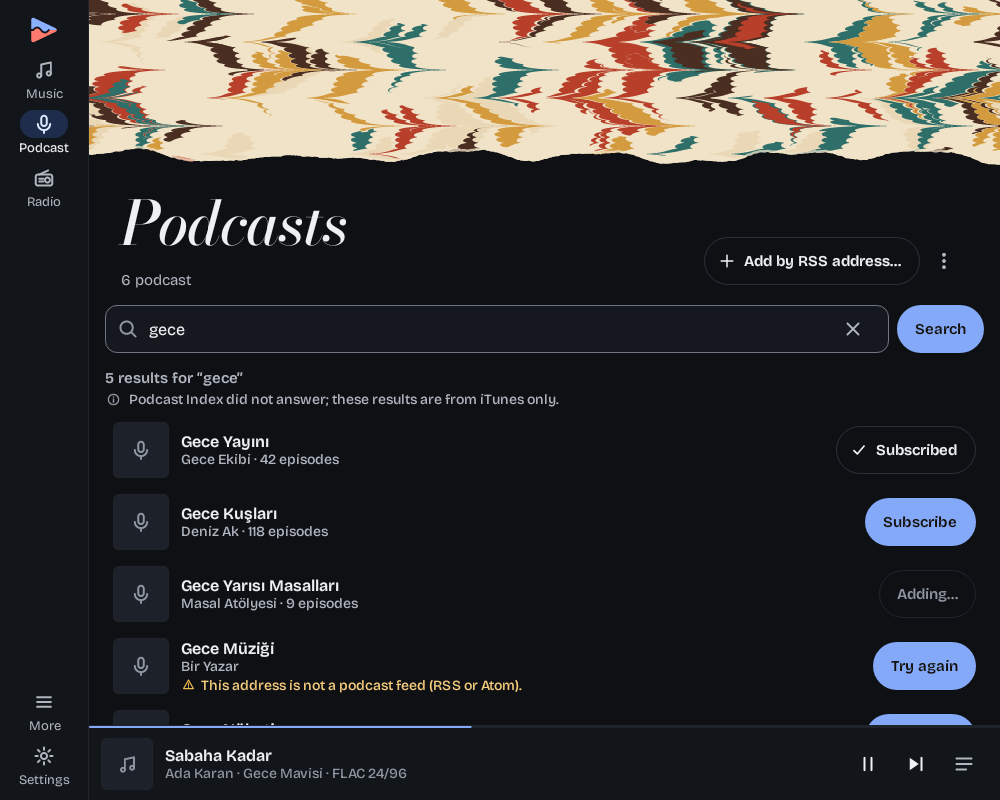 Music
Podcast
Radio
More
Settings
Podcasts
6 podcast
Add by RSS address...
gece
Search
5 results for “gece”
Podcast Index did not answer; these results are from iTunes only.
Gece Yayını
Gece Ekibi · 42 episodes
Subscribed
Gece Kuşları
Deniz Ak · 118 episodes
Subscribe
Gece Yarısı Masalları
Masal Atölyesi · 9 episodes
Adding...
Gece Müziği
Bir Yazar
This address is not a podcast feed (RSS or Atom).
Try again
Sabaha Kadar
Ada Karan · Gece Mavisi · FLAC 24/96